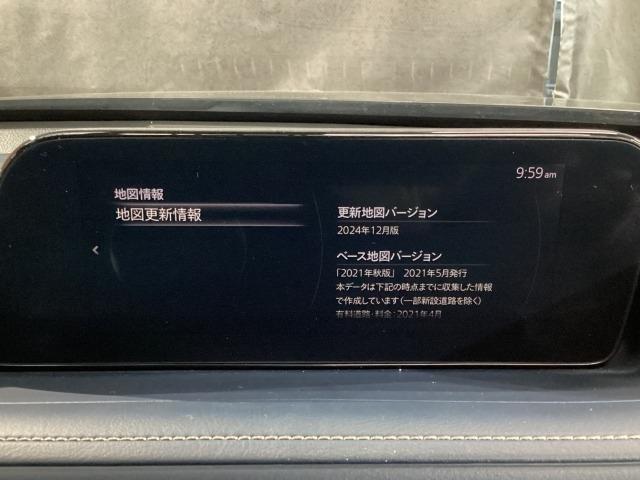 9:59 am
地図情報
地図更新情報
更新地図バージョン
2024年12月版
ベース地図バージョン
「2021年秋版」 2021年5月発行
本データは下記の時点までに収集した情報
で作成しています(一部新設道路を除く)
有料道路・料金：2021年4月